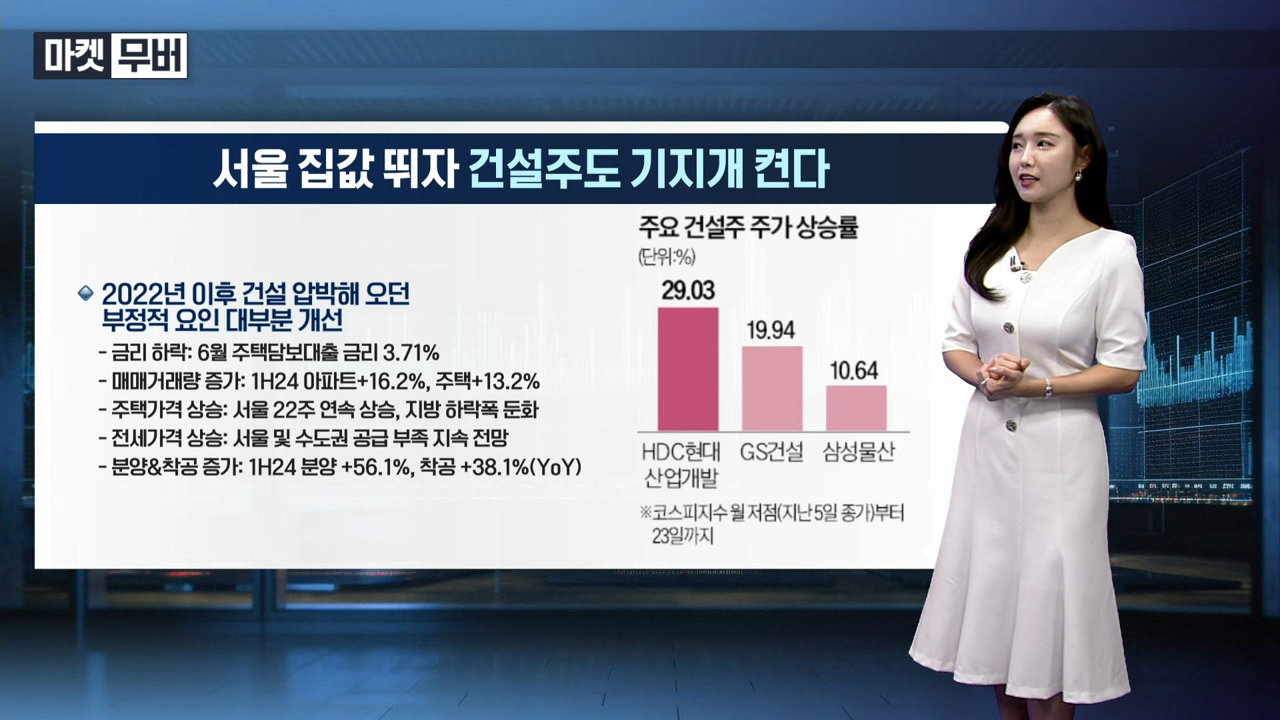 마켓무버
서울 집값 뛰자 건설주도 기지개 켠다
2022년 이후 건설 압박해 오던
부정적 요인 대부분 개선
- 금리 하락: 6월 주택담보대출 금리 3.71%
- 매매거래량 증가: 1H24 아파트+16.2%, 주택+13.2%
- 주택가격 상승: 서울 22주 연속 상승, 지방 하락폭 둔화
- 전세가격 상승: 서울 및 수도권 공급 부족 지속 전망
- 분양&착공 증가: 1H24 분양 +56.1%, 착공 +38.1%(YoY)
주요 건설주 주가 상승률
(단위:%)
29.03
19.94
10.64
HDC현대
산업개발
GS건설
삼성물산
※코스피지수 월 저점(지난 5일 종가)부터
23일까지